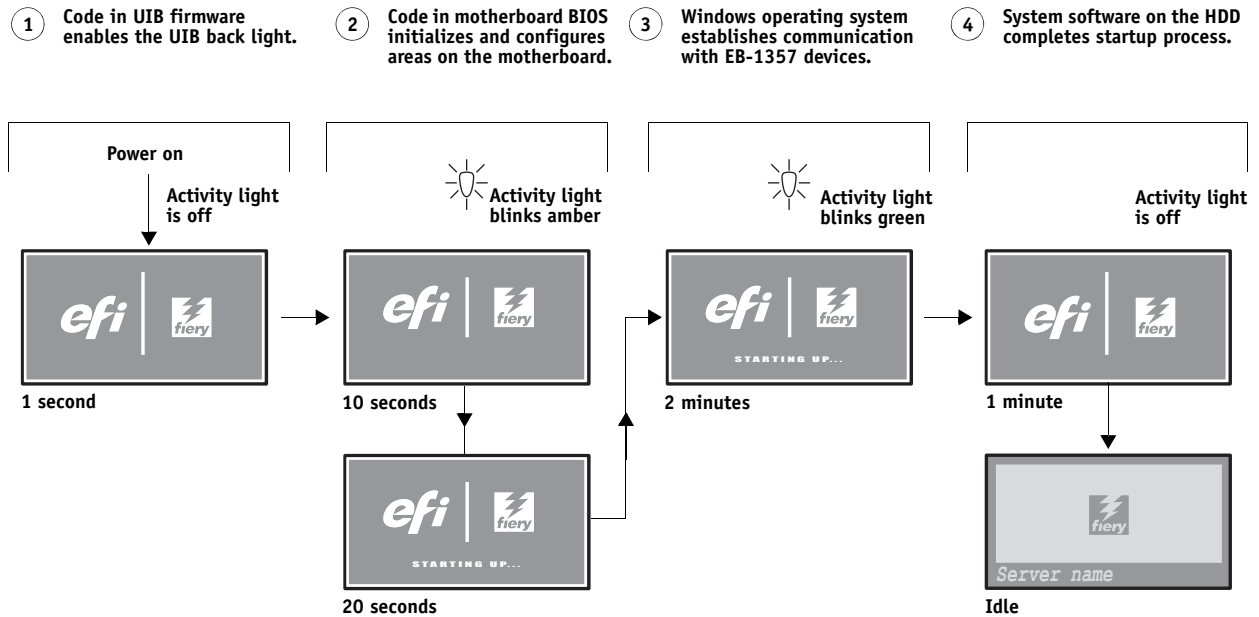 1
Code in UIB firmware
enables the UIB back light.
2
Code in motherboard BIOS
initializes and configures
areas on the motherboard.
3
Windows operating system
establishes communication
with EB-1357 devices.
4
System software on the HDD
completes startup process.
Power on
Activity light
is off
efi
fiery
1 second
Activity light
blinks amber
efi
fiery
10 seconds
efi
fiery
STARTING UP...
20 seconds
Activity light
blinks green
efi
fiery
STARTING UP...
2 minutes
Activity light
is off
efi
fiery
1 minute
fiery
Server name
Idle